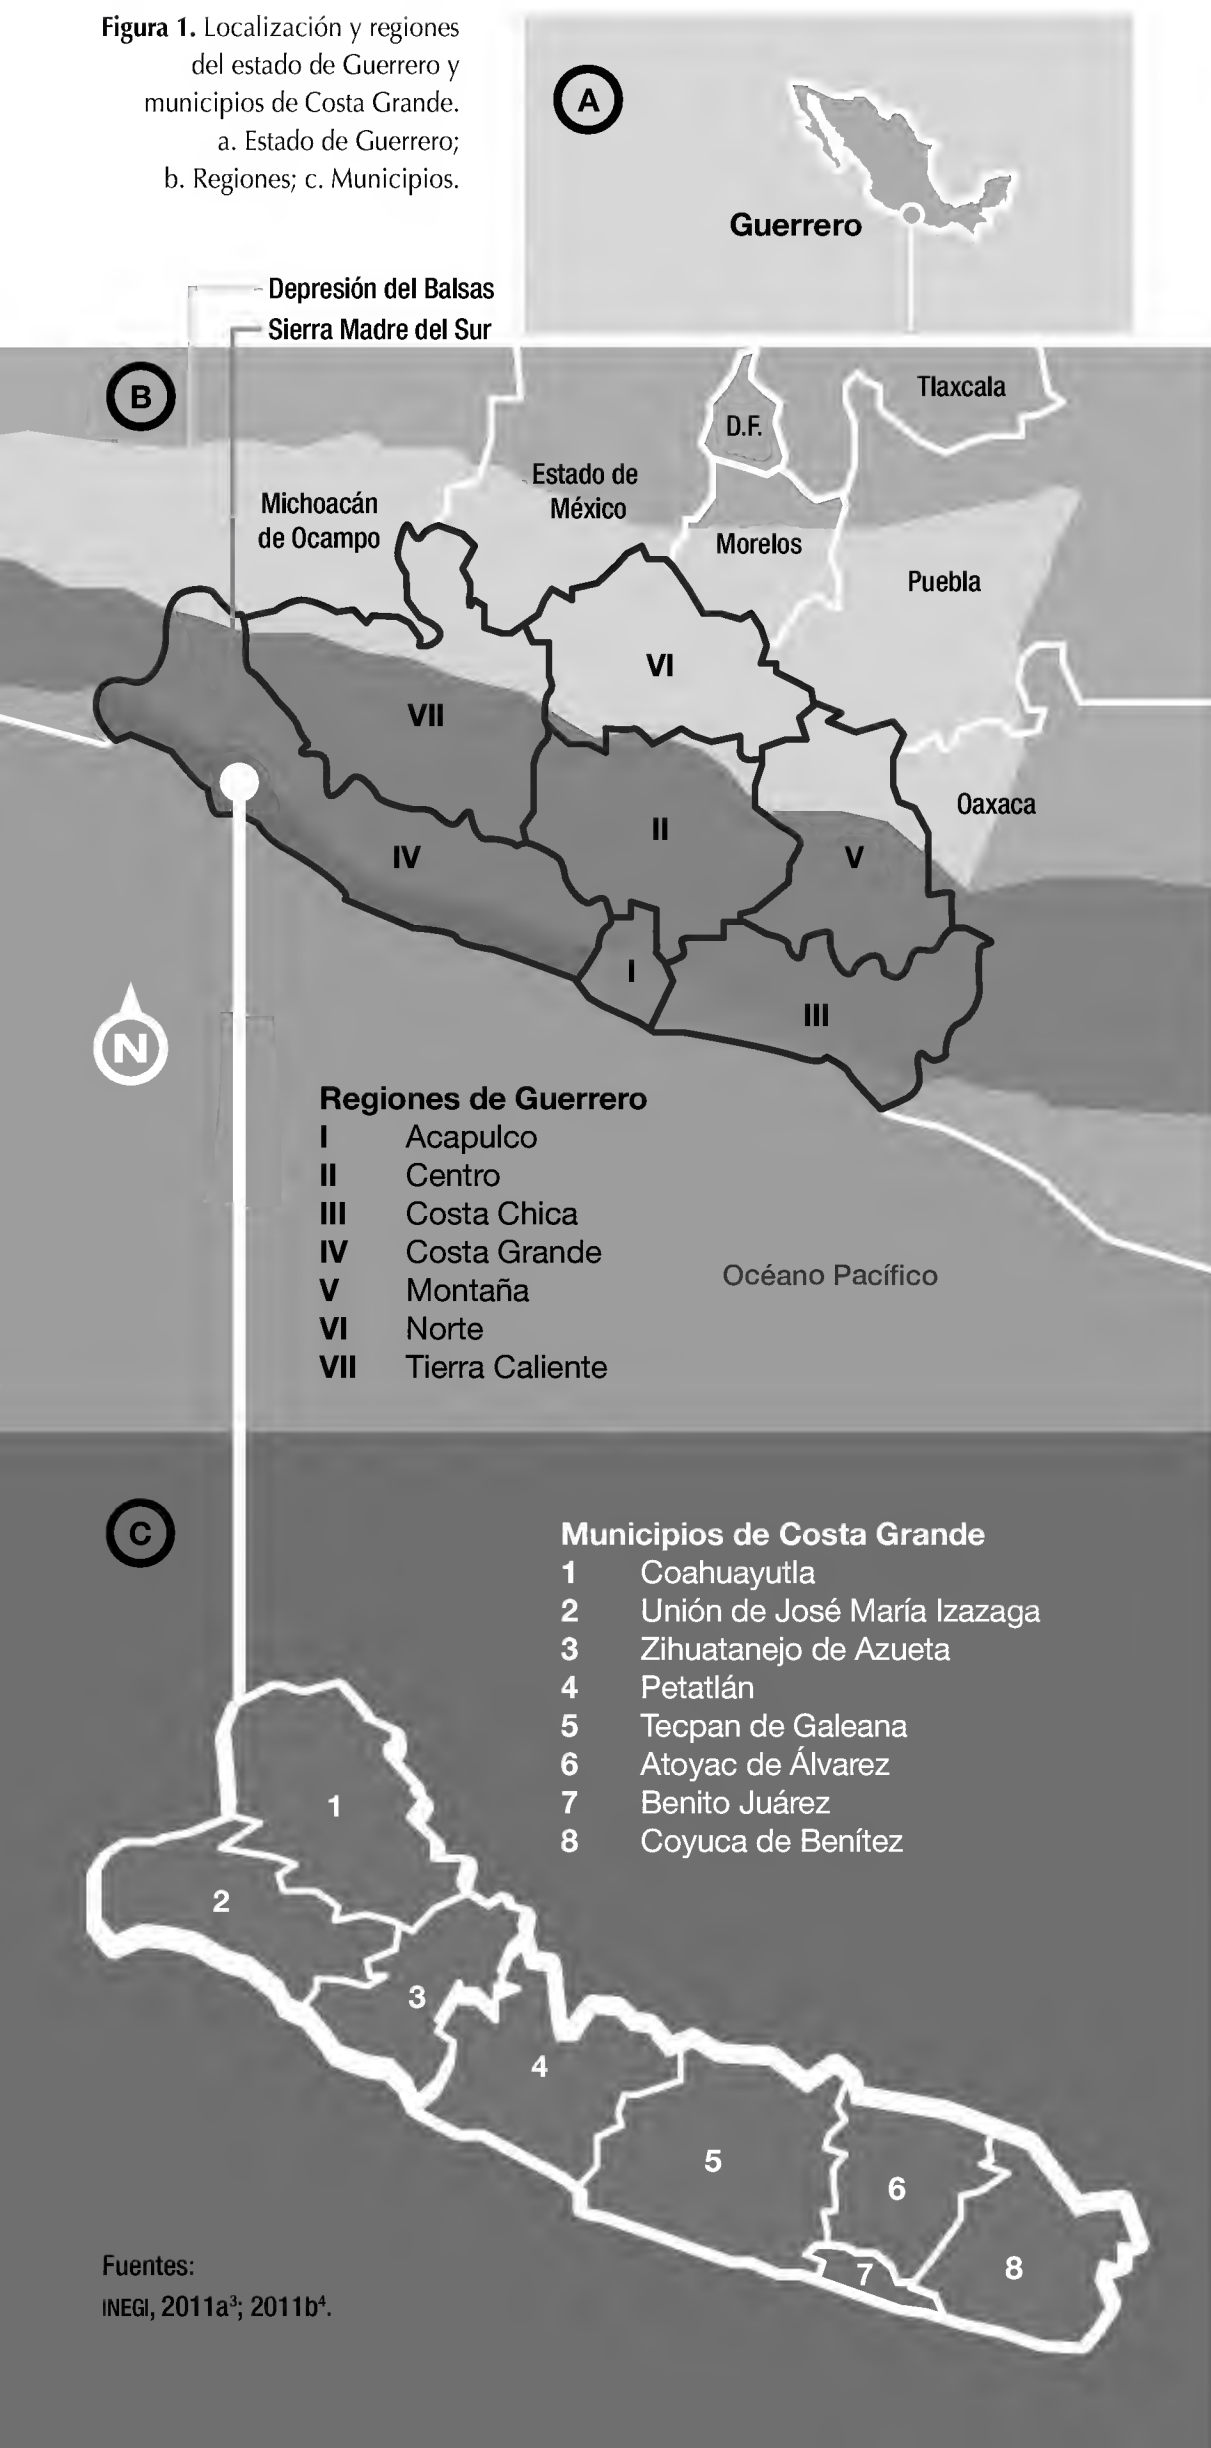 Figura 1. Localización y regiones
del estado de Guerrero y
municipios de Costa Grande.
a. Estado de Guerrero;
b. Regiones; c. Municipios.
A
Guerrero
Depresión del Balsas
Sierra Madre del Sur
B
Tlaxcala
D.F.
Estado de
México
Michoacán
de Ocampo
Morelos
Puebla
VI
VII
Oaxaca
II
IV
V
I
III
N
Regiones de Guerrero
I Acapulco
II Centro
III Costa Chica
IV Costa Grande
V Montaña
VI Norte
VII Tierra Caliente
Océano Pacífico
C
Municipios de Costa Grande
1 Coahuayutla
2 Unión de José María Izazaga
3 Zihuatanejo de Azueta
4 Petatlán
5 Tecpan de Galeana
6 Atoyac de Álvarez
7 Benito Juárez
8 Coyuca de Benítez
1
2
3
4
5
6
7
8
Fuentes:
INEGI, 2011a³; 2011b⁴.